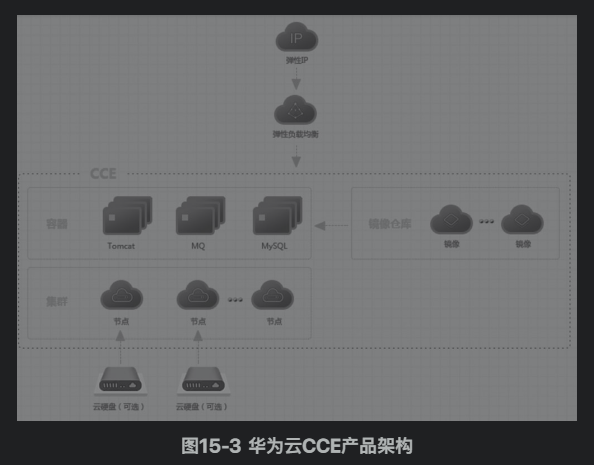 IP
弹性IP
弹性负载均衡
CCE
容器
Tomcat
MQ
MySQL
镜像仓库
镜像
镜像
集群
节点
节点
节点
云硬盘（可选）
云硬盘（可选）
图15-3 华为云CCE产品架构